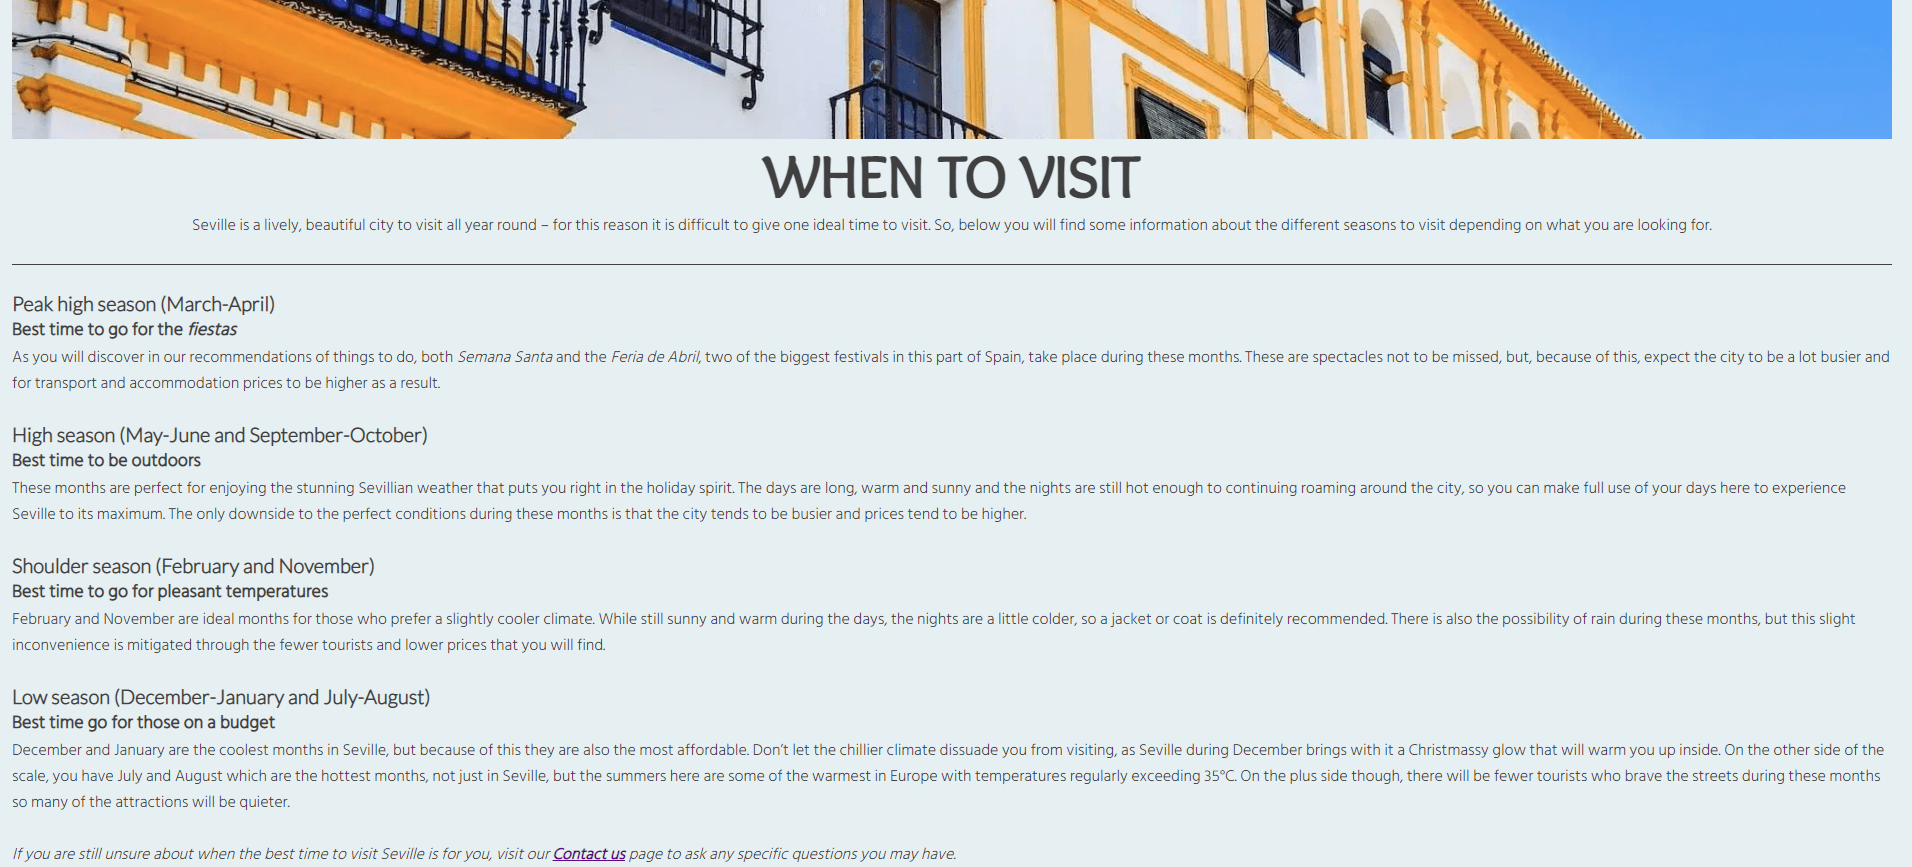 WHEN TO VISIT
Seville is a lively, beautiful city to visit all year round – for this reason it is difficult to give one ideal time to visit. So, below you will find some information about the different seasons to visit depending on what you are looking for.
Peak high season (March-April)
Best time to go for the fiestas
As you will discover in our recommendations of things to do, both Semana Santa and the Feria de Abril, two of the biggest festivals in this part of Spain, take place during these months. These are spectacles not to be missed, but, because of this, expect the city to be a lot busier and
for transport and accommodation prices to be higher as a result.
High season (May-June and September-October)
Best time to be outdoors
These months are perfect for enjoying the stunning Sevillian weather that puts you right in the holiday spirit. The days are long, warm and sunny and the nights are still hot enough to continuing roaming around the city, so you can make full use of your days here to experience
Seville to its maximum. The only downside to the perfect conditions during these months is that the city tends to be busier and prices tend to be higher.
Shoulder season (February and November)
Best time to go for pleasant temperatures
February and November are ideal months for those who prefer a slightly cooler climate. While still sunny and warm during the days, the nights are a little colder, so a jacket or coat is definitely recommended. There is also the possibility of rain during these months, but this slight
inconvenience is mitigated through the fewer tourists and lower prices that you will find.
Low season (December-January and July-August)
Best time go for those on a budget
December and January are the coolest months in Seville, but because of this they are also the most affordable. Don’t let the chillier climate dissuade you from visiting, as Seville during December brings with it a Christmassy glow that will warm you up inside. On the other side of the
scale, you have July and August which are the hottest months, not just in Seville, but the summers here are some of the warmest in Europe with temperatures regularly exceeding 35°C. On the plus side though, there will be fewer tourists who brave the streets during these months
so many of the attractions will be quieter.
If you are still unsure about when the best time to visit Seville is for you, visit our Contact us page to ask any specific questions you may have.